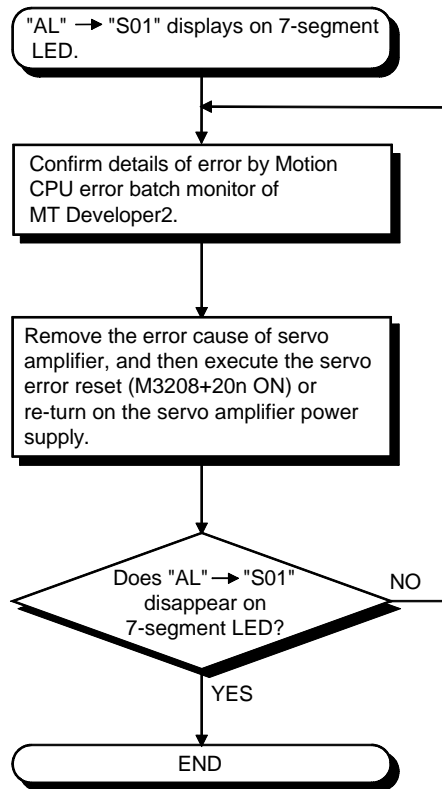 "AL" → "S01" displays on 7-segment
LED.
Confirm details of error by Motion
CPU error batch monitor of
MT Developer2.
Remove the error cause of servo
amplifier, and then execute the servo
error reset (M3208+20n ON) or
re-turn on the servo amplifier power
supply.
Does "AL" → "S01"
disappear on
7-segment LED?
NO
YES
END